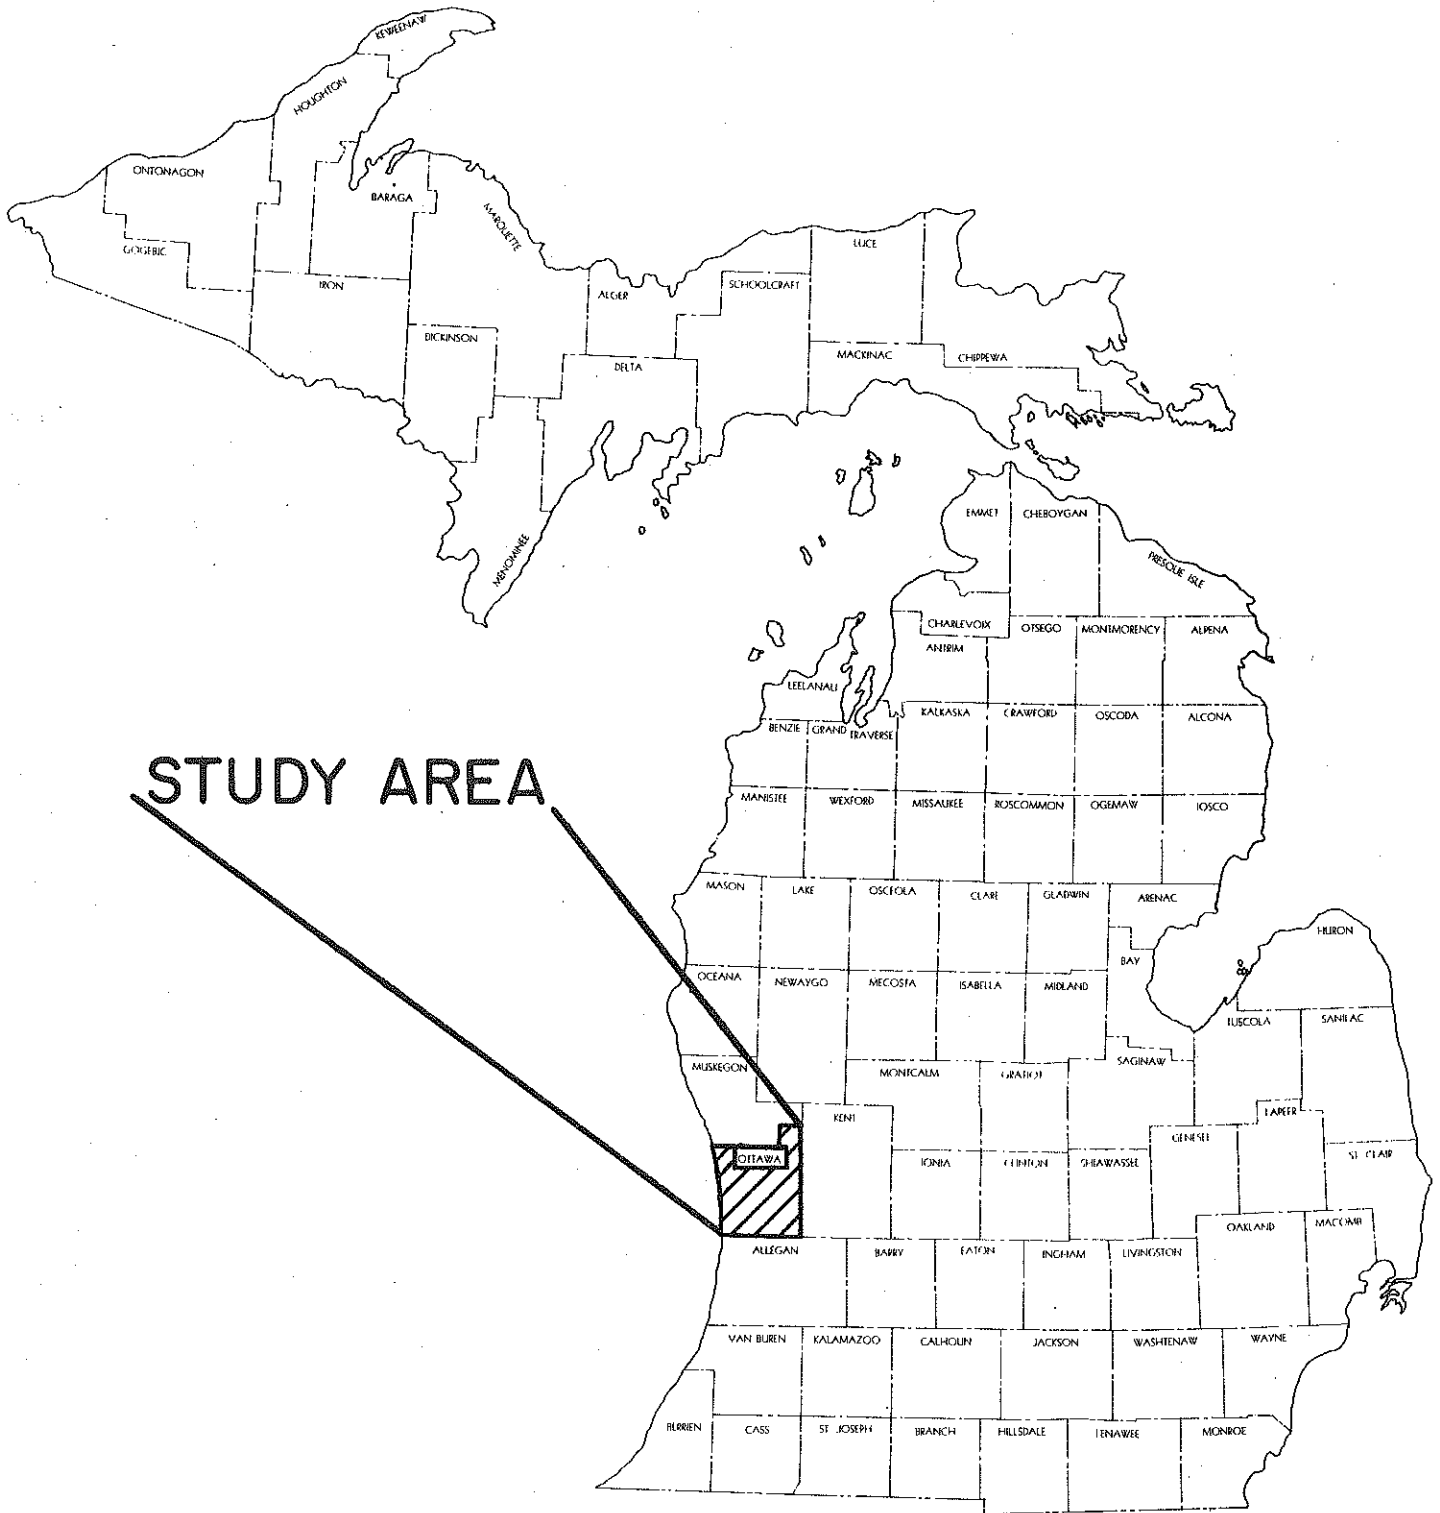 KEWEENAW
HOUGHTON
ONTONAGON
BARAGA
MARQUETTE
GOGEBIC
LUCE
IRON
ALGER
SCHOOLCRAFT
DICKINSON
MACKINAC
CHIPPEWA
DELTA
MENOMINEE
EMMET
CHEBOYGAN
PRESQUE ISLE
CHARLEVOIX
OTSEGO
MONTMORENCY
ALPENA
ANTRIM
LEELANAU
KALKASKA
CRAWFORD
OSCODA
ALCONA
BENZIE
GRAND TRAVERSE
STUDY AREA
MANISTEE
WEXFORD
MISSAUKEE
ROSCOMMON
OGEMAW
IOSCO
MASON
LAKE
OSCEOLA
CLARE
GLADWIN
ARENAC
HURON
BAY
OCEANA
NEWAYGO
MECOSTA
ISABELLA
MIDLAND
TUSCOLA
SANILAC
MUSKEGON
MONTCALM
GRATIOT
SAGINAW
KENT
LAPEER
GENESEE
ST. CLAIR
OTTAWA
IONIA
CLINTON
SHIAWASSEE
OAKLAND
MACOMB
ALLEGAN
BARRY
EATON
INGHAM
LIVINGSTON
VAN BUREN
KALAMAZOO
CALHOUN
JACKSON
WASHTENAW
WAYNE
BERRIEN
CASS
ST. JOSEPH
BRANCH
HILLSDALE
LENAWEE
MONROE